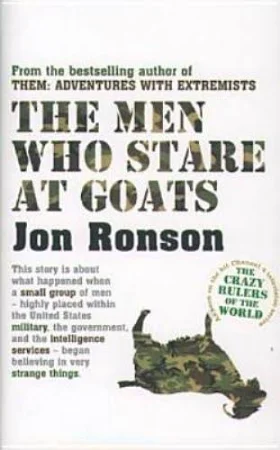 From the bestselling author of
THEM: ADVENTURES WITH EXTREMISTS
THE MEN
WHO STARE
AT GOATS
Jon Ronson
This story is about
what happened when
a small group of men
– highly placed within
the United States
military, the government,
and the intelligence
services – began
believing in very
strange things.
THE
CRAZY
RULERS
OF THE
WORLD